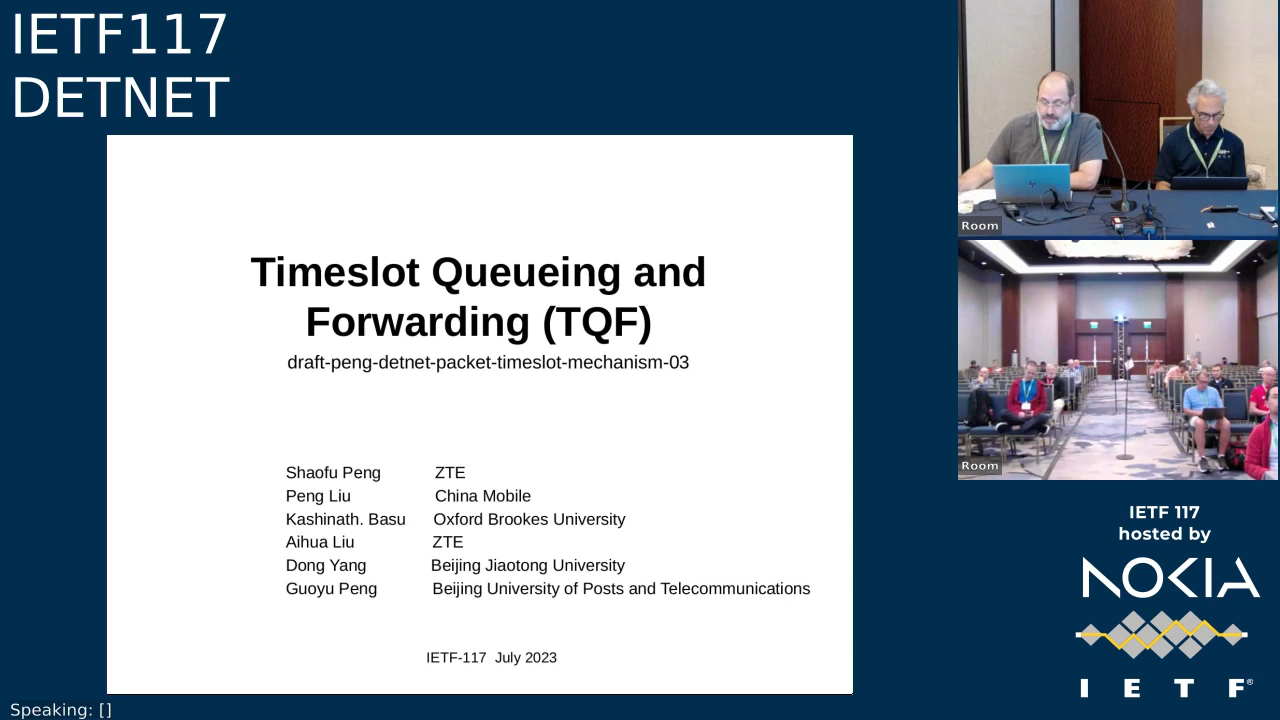 IETF117
DETNET
Timeslot Queueing and
Forwarding (TQF)
draft-peng-detnet-packet-timeslot-mechanism-03
Shaofu Peng ZTE
Peng Liu China Mobile
Kashinath. Basu Oxford Brookes University
Aihua Liu ZTE
Dong Yang Beijing Jiaotong University
Guoyu Peng Beijing University of Posts and Telecommunications
IETF-117 July 2023
Room
Room
IETF 117
hosted by
NOKIA
I E T F®
Speaking: []